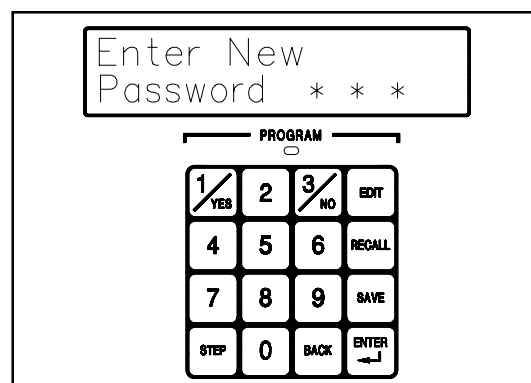 Enter New
Password * * *
PROGRAM
1/YES 2 3/NO EDIT
4 5 6 RECALL
7 8 9 SAVE
STEP 0 BACK ENTER